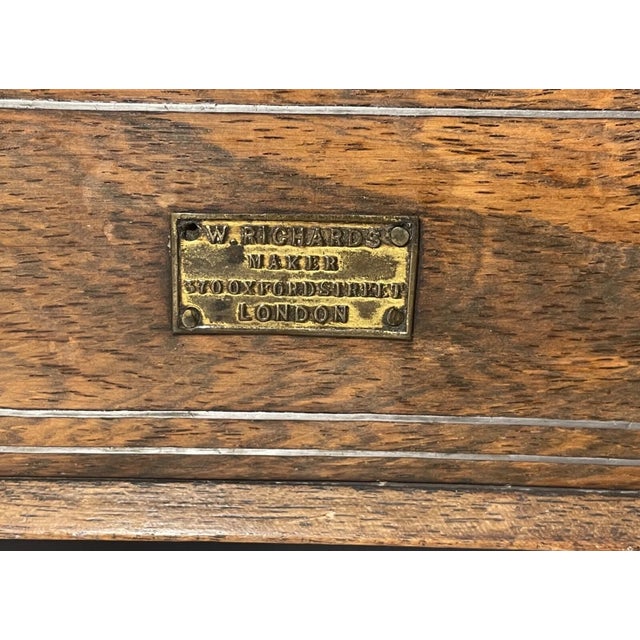 W. RICHARDS
MAKER
370 OXFORD STREET
LONDON